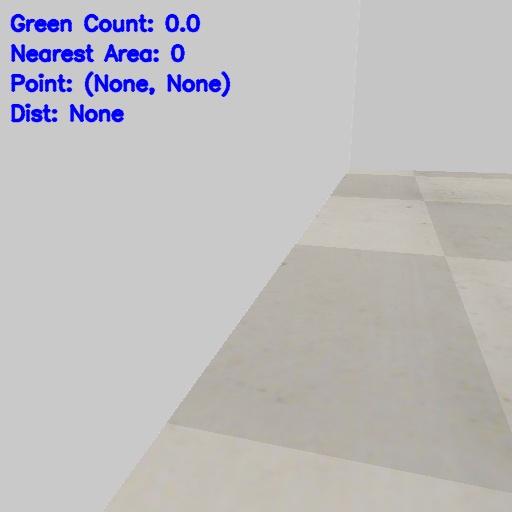 Green Count: 0.0
Nearest Area: 0
Point: (None, None)
Dist: None